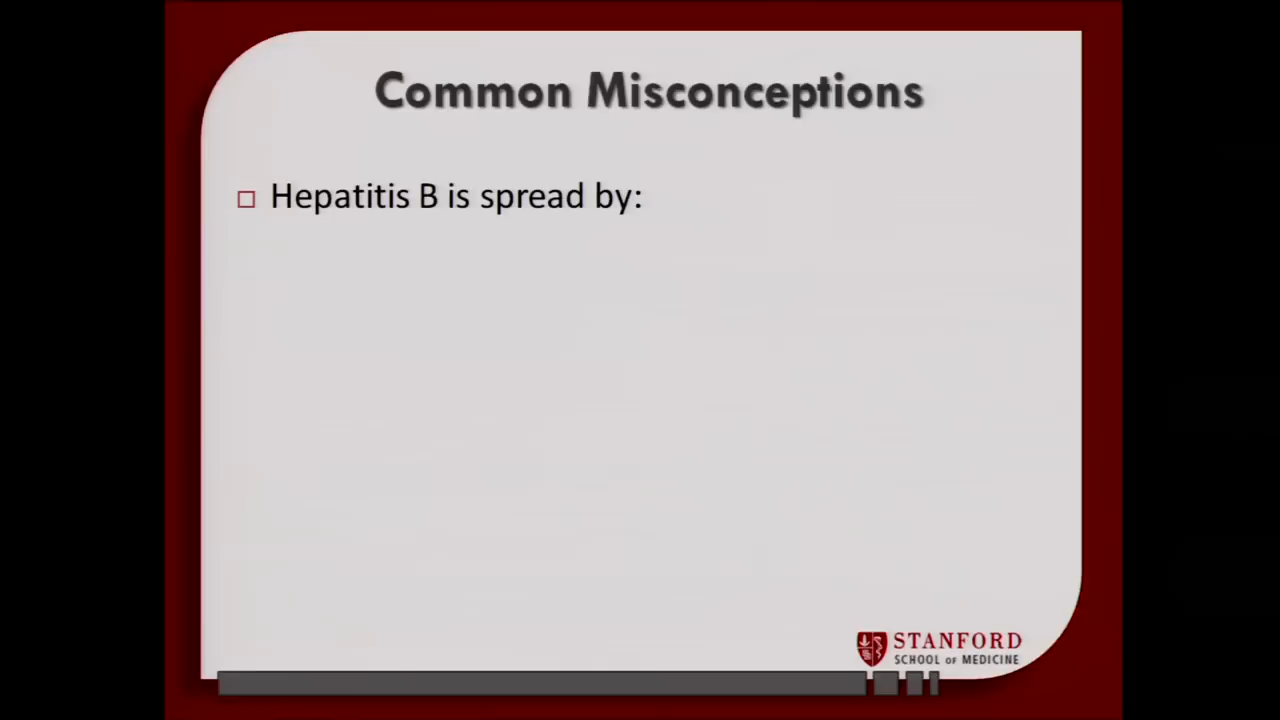 Common Misconceptions
Hepatitis B is spread by:
STANFORD
SCHOOL OF MEDICINE